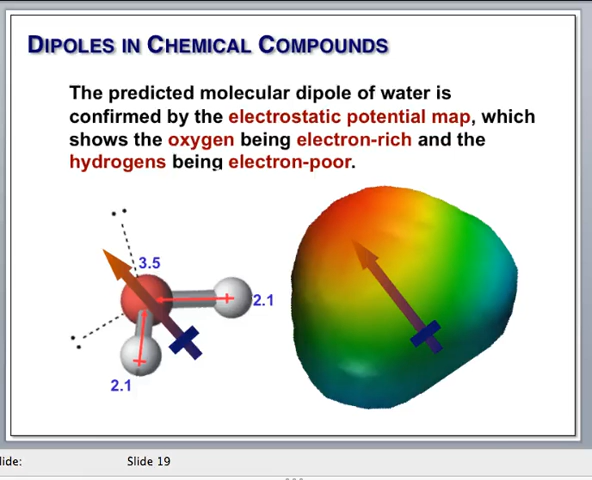 DIPOLES IN CHEMICAL COMPOUNDS
The predicted molecular dipole of water is
confirmed by the electrostatic potential map, which
shows the oxygen being electron-rich and the
hydrogens being electron-poor.
3.5
2.1
2.1
lide:
Slide 19